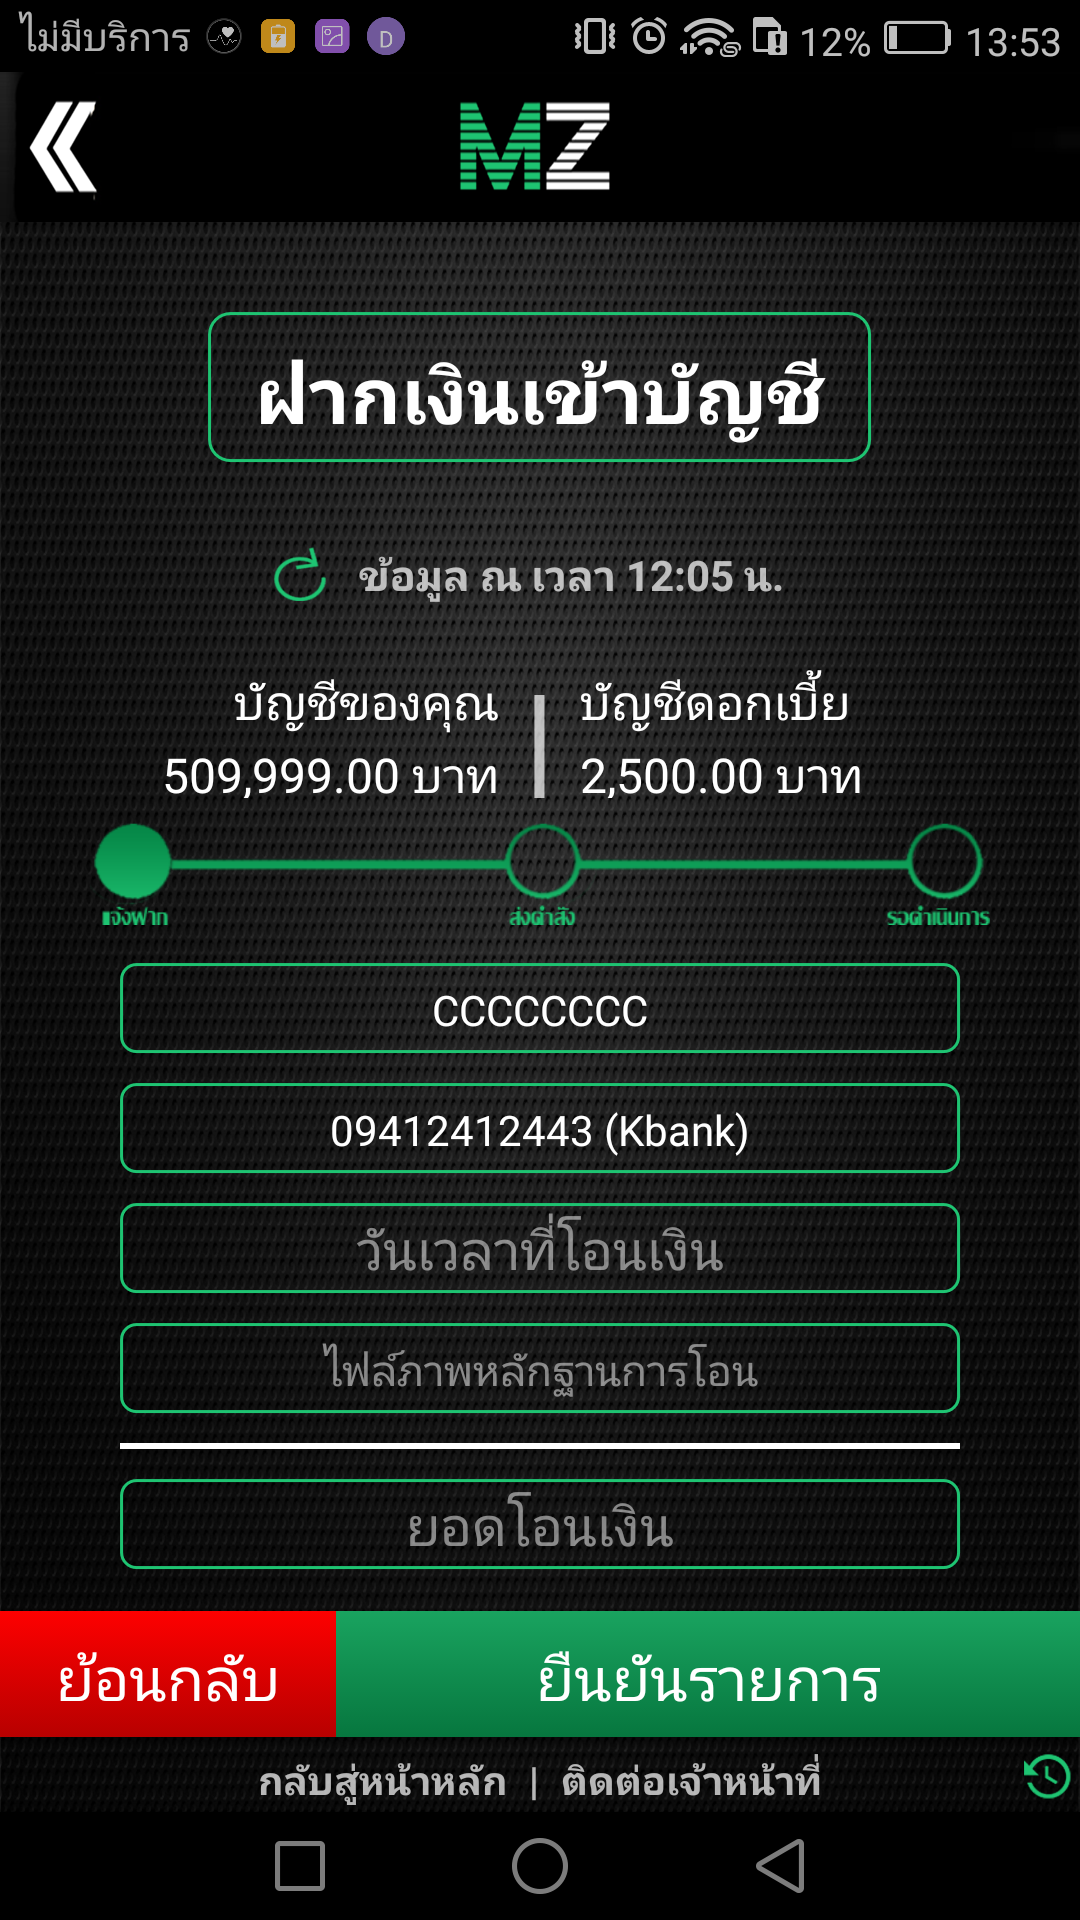 ไม่มีบริการ D 12% 13:53
MZ
ฝากเงินเข้าบัญชี
ข้อมูล ณ เวลา 12:05 น.
บัญชีของคุณ | บัญชีดอกเบี้ย
509,999.00 บาท 2,500.00 บาท
แจ้งฝาก ส่งคำสั่ง รอดำเนินการ
CCCCCCCC
09412412443 (Kbank)
วันเวลาที่โอนเงิน
ไฟล์ภาพหลักฐานการโอน
ยอดโอนเงิน
ย้อนกลับ ยืนยันรายการ
กลับสู่หน้าหลัก | ติดต่อเจ้าหน้าที่